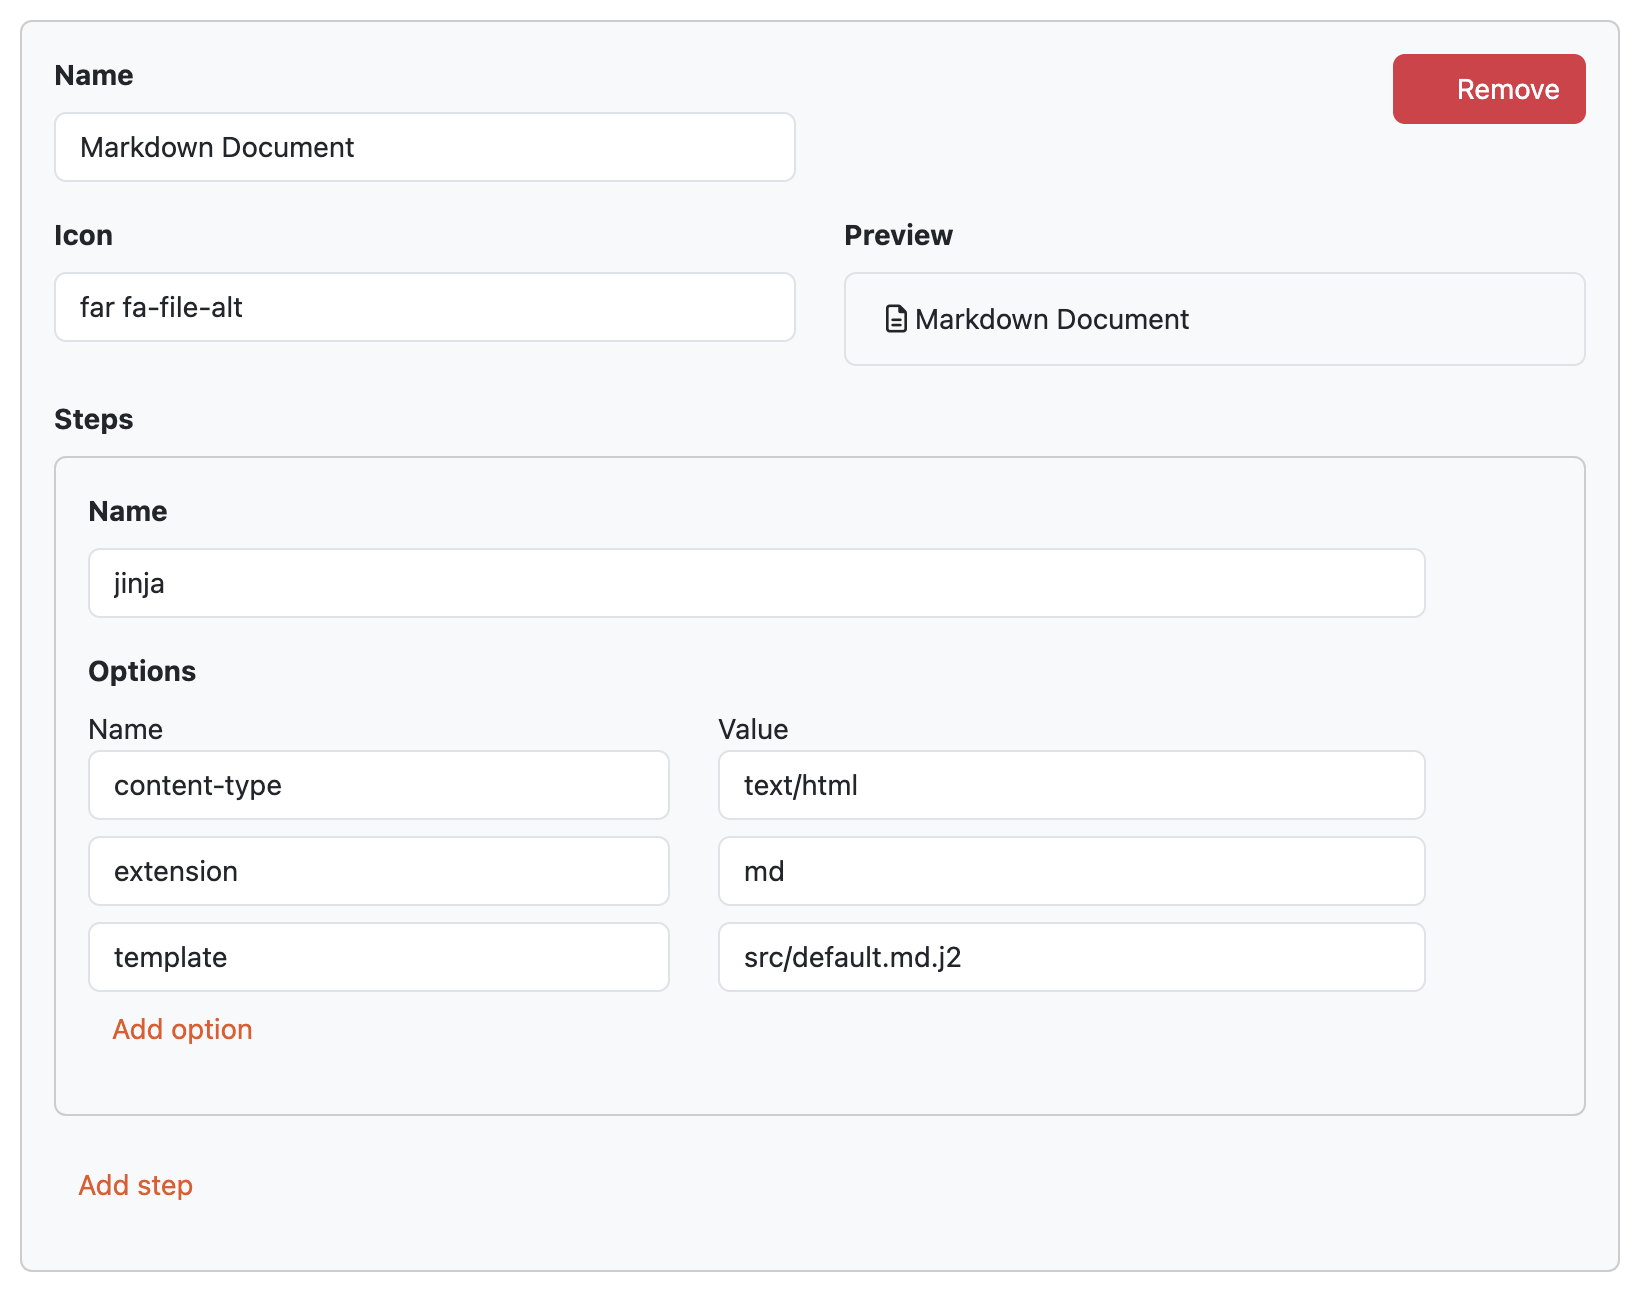 Name
Remove
Markdown Document
Icon
Preview
far fa-file-alt
Markdown Document
Steps
Name
jinja
Options
Name Value
content-type text/html
extension md
template src/default.md.j2
Add option
Add step